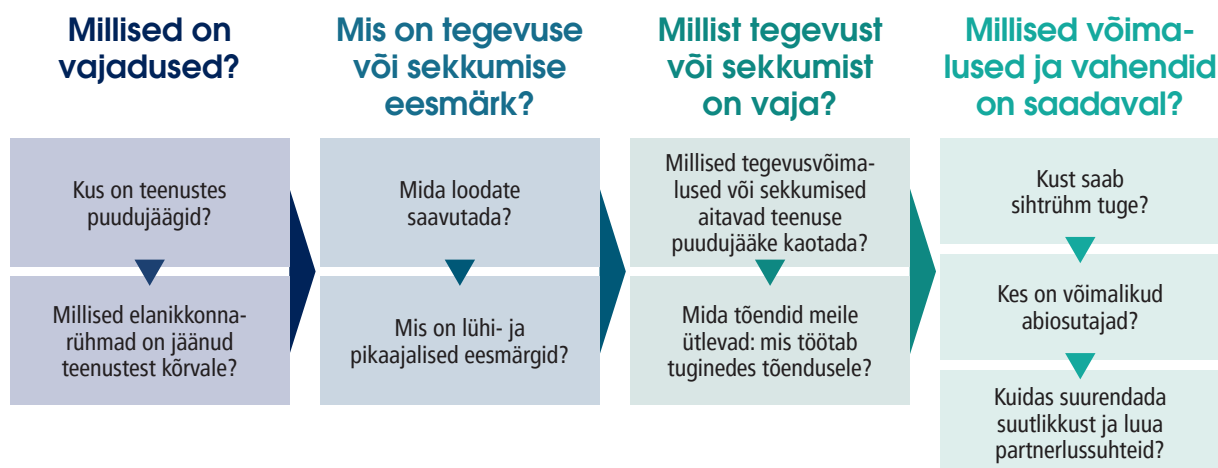 Millised on
vajadused?
Kus on teenustes
puudujäägid?
Millised elanikkonna-
rühmad on jäänud
teenustest kõrvale?
Mis on tegevuse
või sekkumise
eesmärk?
Mida loodate
saavutada?
Mis on lühi- ja
pikaajalised eesmärgid?
Millist tegevust
või sekkumist
on vaja?
Millised tegevusvõima-
lused või sekkumised
aitavad teenuse
puudujääke kaotada?
Mida tõendid meile
ütlevad: mis töötab
tuginedes tõendusele?
Millised võima-
lused ja vahendid
on saadaval?
Kust saab
sihtrühm tuge?
Kes on võimalikud
abiosutajad?
Kuidas suurendada
suutlikkust ja luua
partnerlussuhteid?